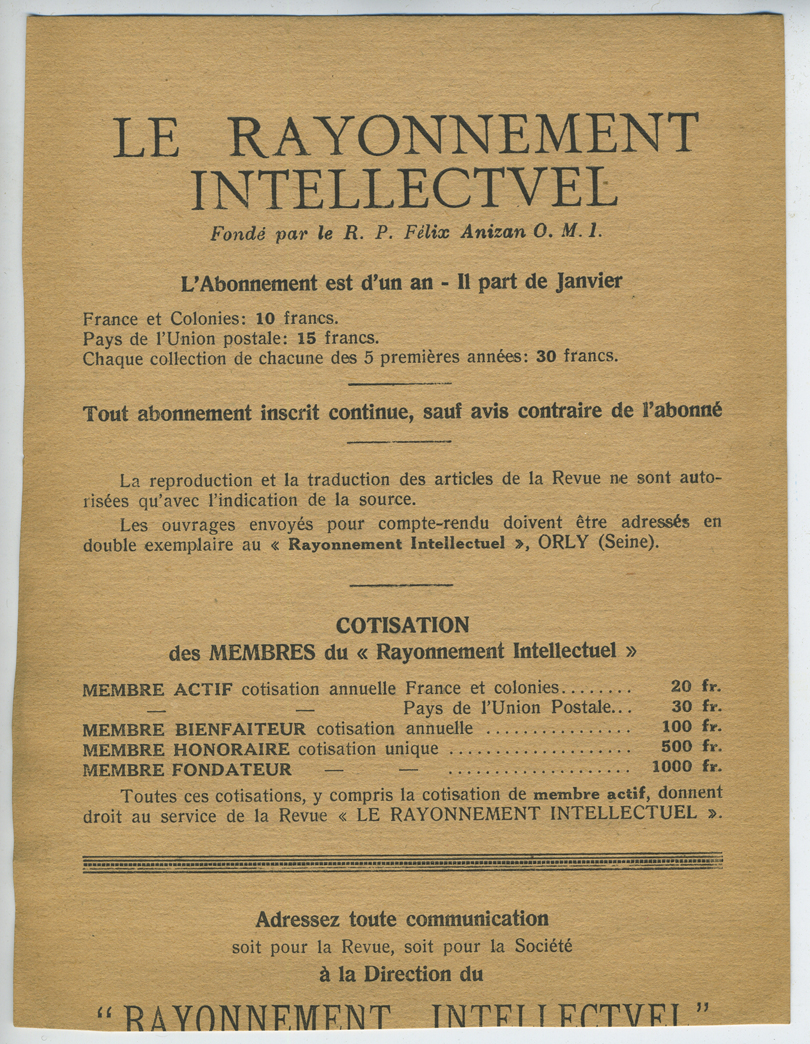 LE RAYONNEMENT
INTELLECTVEL
Fondé par le R. P. Félix Anizan O. M. I.
L'Abonnement est d'un an - Il part de Janvier
France et Colonies: 10 francs.
Pays de l'Union postale: 15 francs.
Chaque collection de chacune des 5 premières années: 30 francs.
Tout abonnement inscrit continue, sauf avis contraire de l'abonné
La reproduction et la traduction des articles de la Revue ne sont auto-
risées qu'avec l'indication de la source.
Les ouvrages envoyés pour compte-rendu doivent être adressés en
double exemplaire au « Rayonnement Intellectuel », ORLY (Seine).
COTISATION
des MEMBRES du « Rayonnement Intellectuel »
MEMBRE ACTIF cotisation annuelle France et colonies........ 20 fr.
— — Pays de l'Union Postale... 30 fr.
MEMBRE BIENFAITEUR cotisation annuelle ................ 100 fr.
MEMBRE HONORAIRE cotisation unique .................... 500 fr.
MEMBRE FONDATEUR — — .................... 1000 fr.
Toutes ces cotisations, y compris la cotisation de membre actif, donnent
droit au service de la Revue « LE RAYONNEMENT INTELLECTUEL ».
Adressez toute communication
soit pour la Revue, soit pour la Société
à la Direction du
“ RAYONNEMENT INTELLECTVEL ”